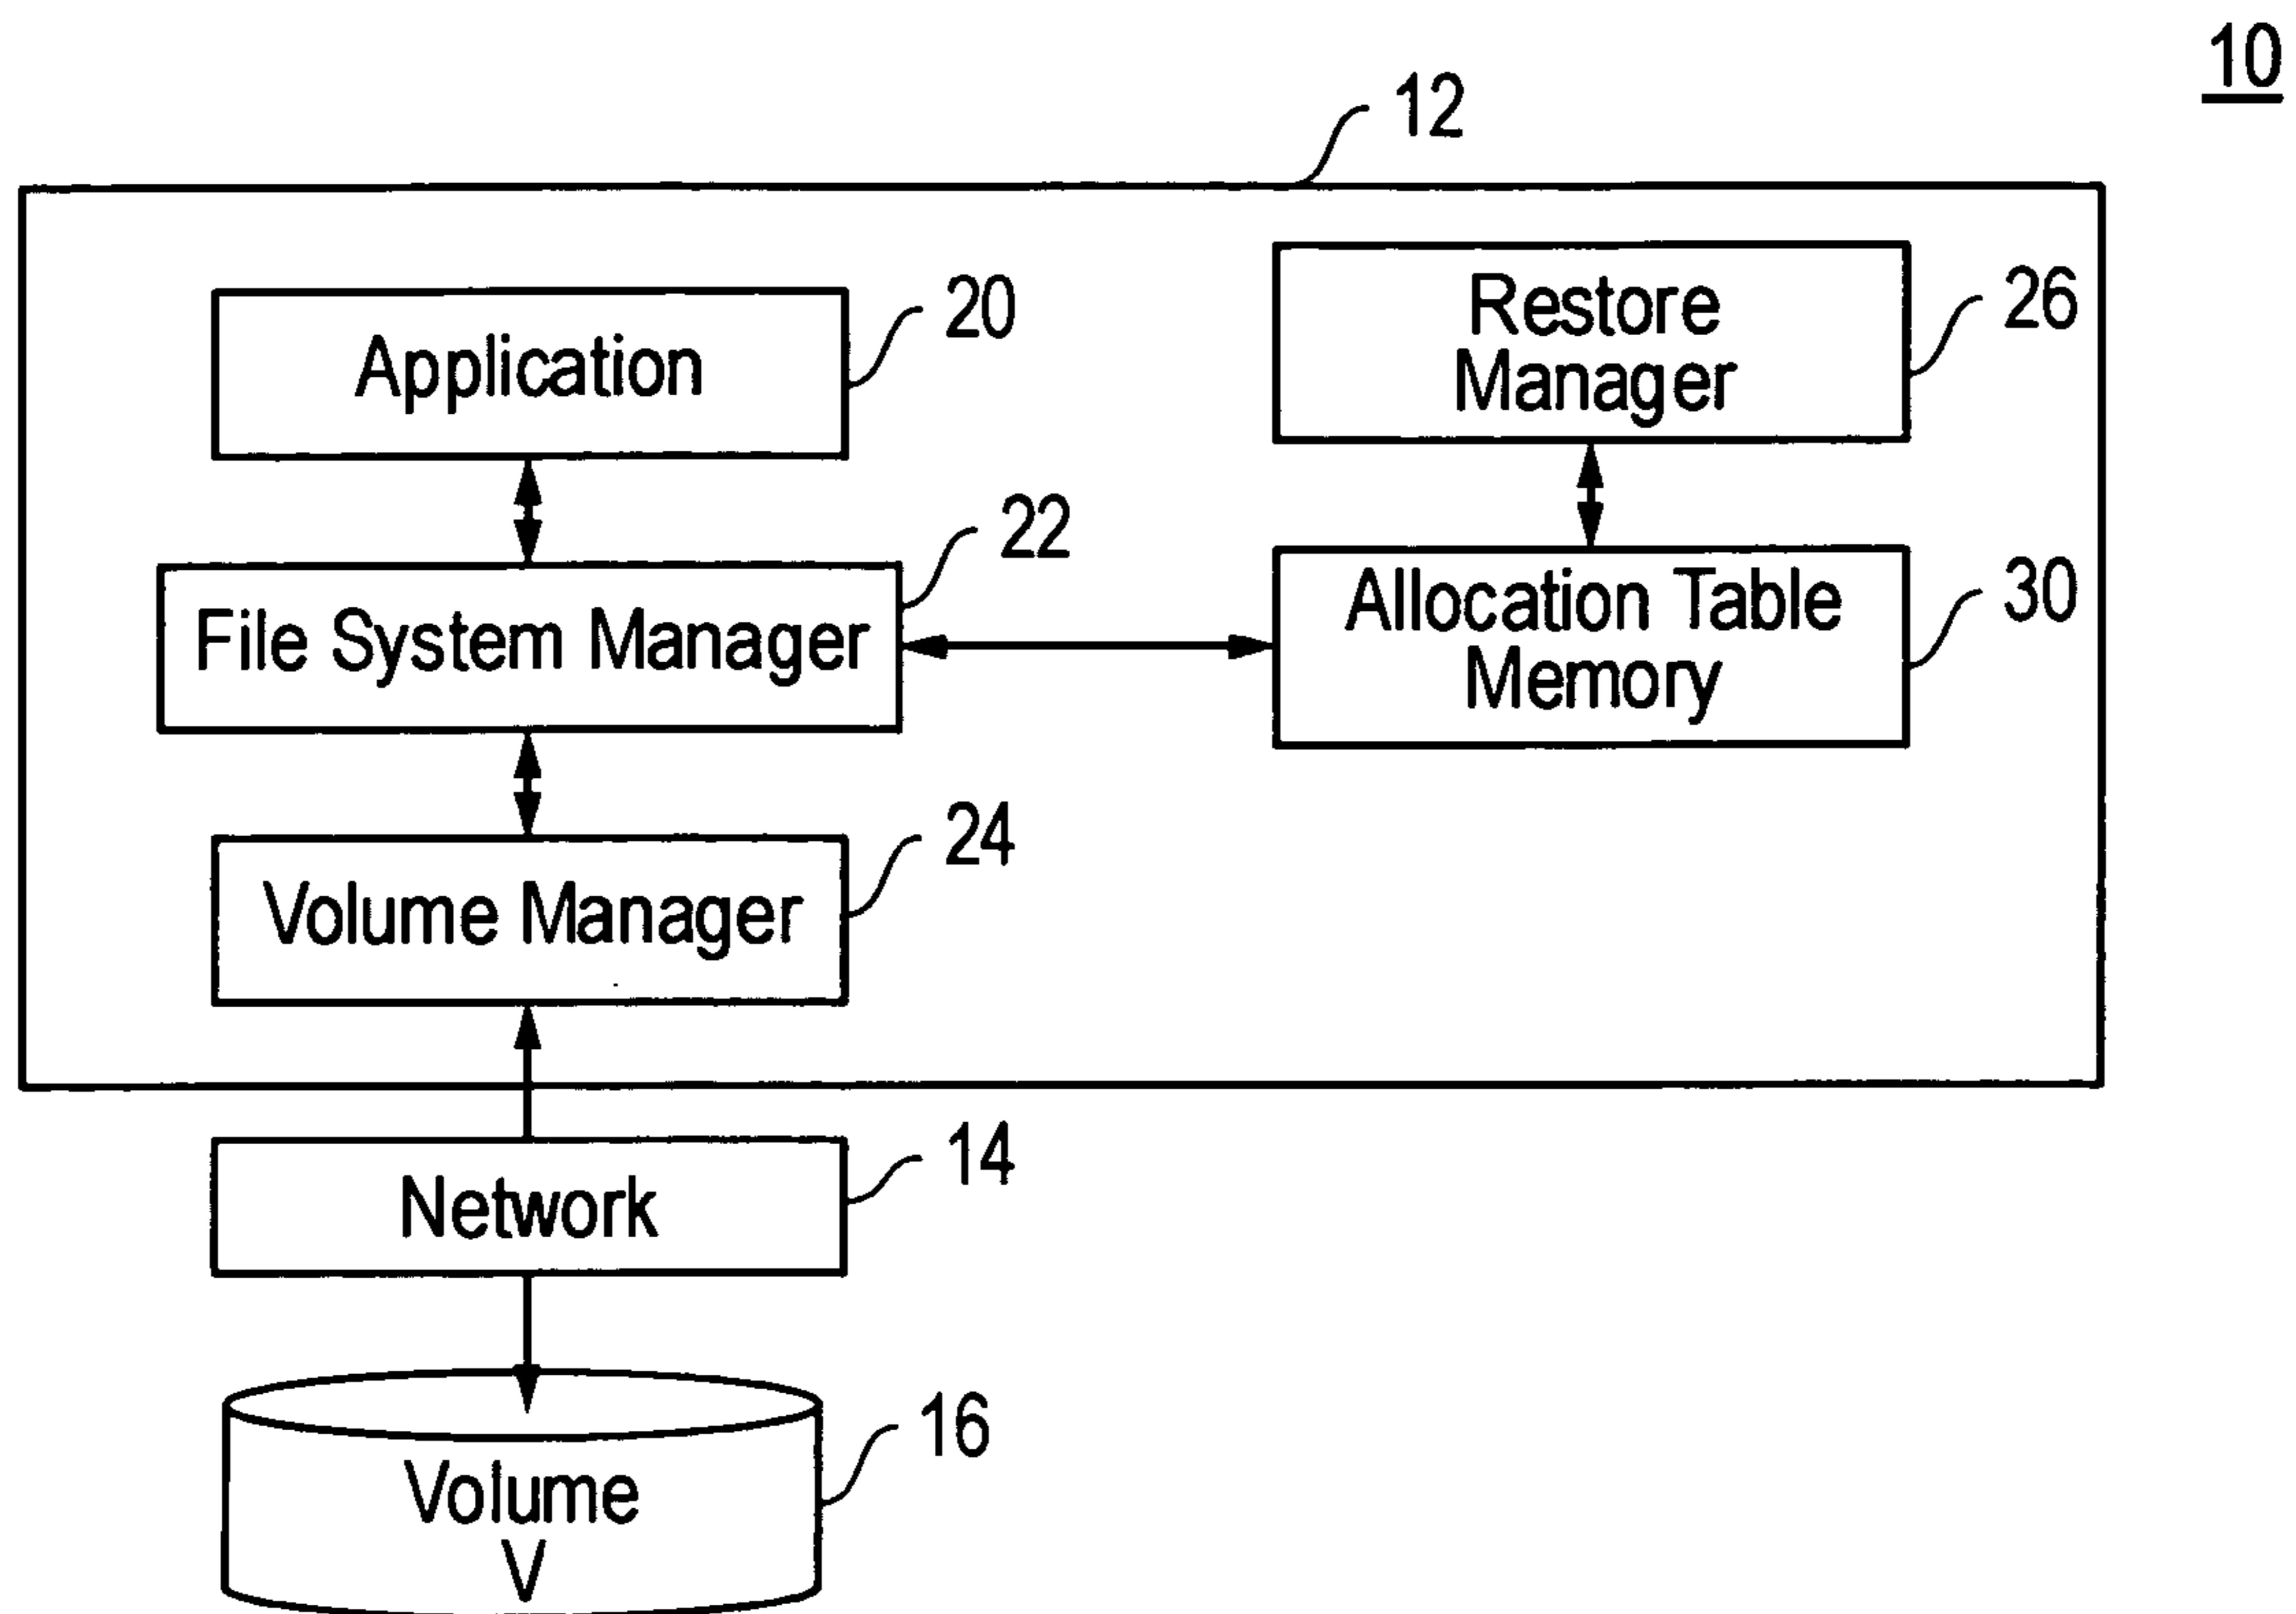 10
12
Application
20
Restore
Manager
26
File System Manager
22
Allocation Table
Memory
30
Volume Manager
24
Network
14
Volume
V
16